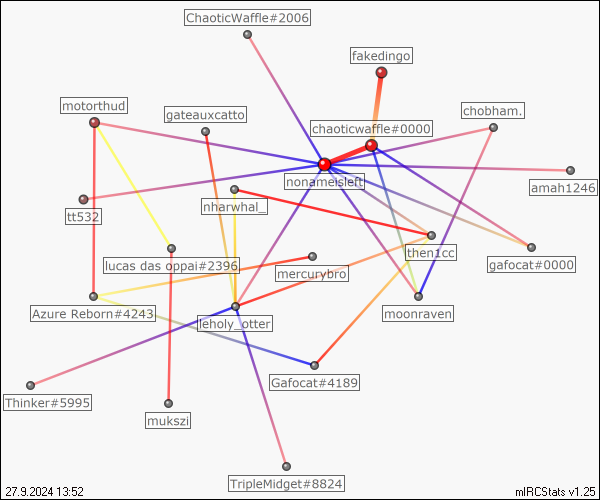 ChaoticWaffle#2006
fakedingo
motorthud
gateauxcatto
chobham.
chaoticwaffle#0000
nonameisleft
amah1246
nharwhal_
tt532
then1cc
gafocat#0000
lucas das oppai#2396
mercurybro
Azure Reborn#4243
leholy_otter
moonraven
Gafocat#4189
Thinker#5995
mukszi
TripleMidget#8824
27.9.2024 13:52
mIRCStats v1.25